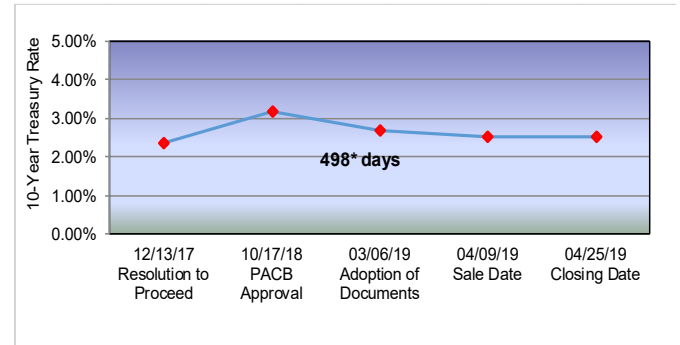 10-Year Treasury Rate
5.00%
4.00%
3.00%
2.00%
1.00%
0.00%
498* days
12/13/17
Resolution to
Proceed
10/17/18
PACB
Approval
03/06/19
Adoption of
Documents
04/09/19
Sale Date
04/25/19
Closing Date